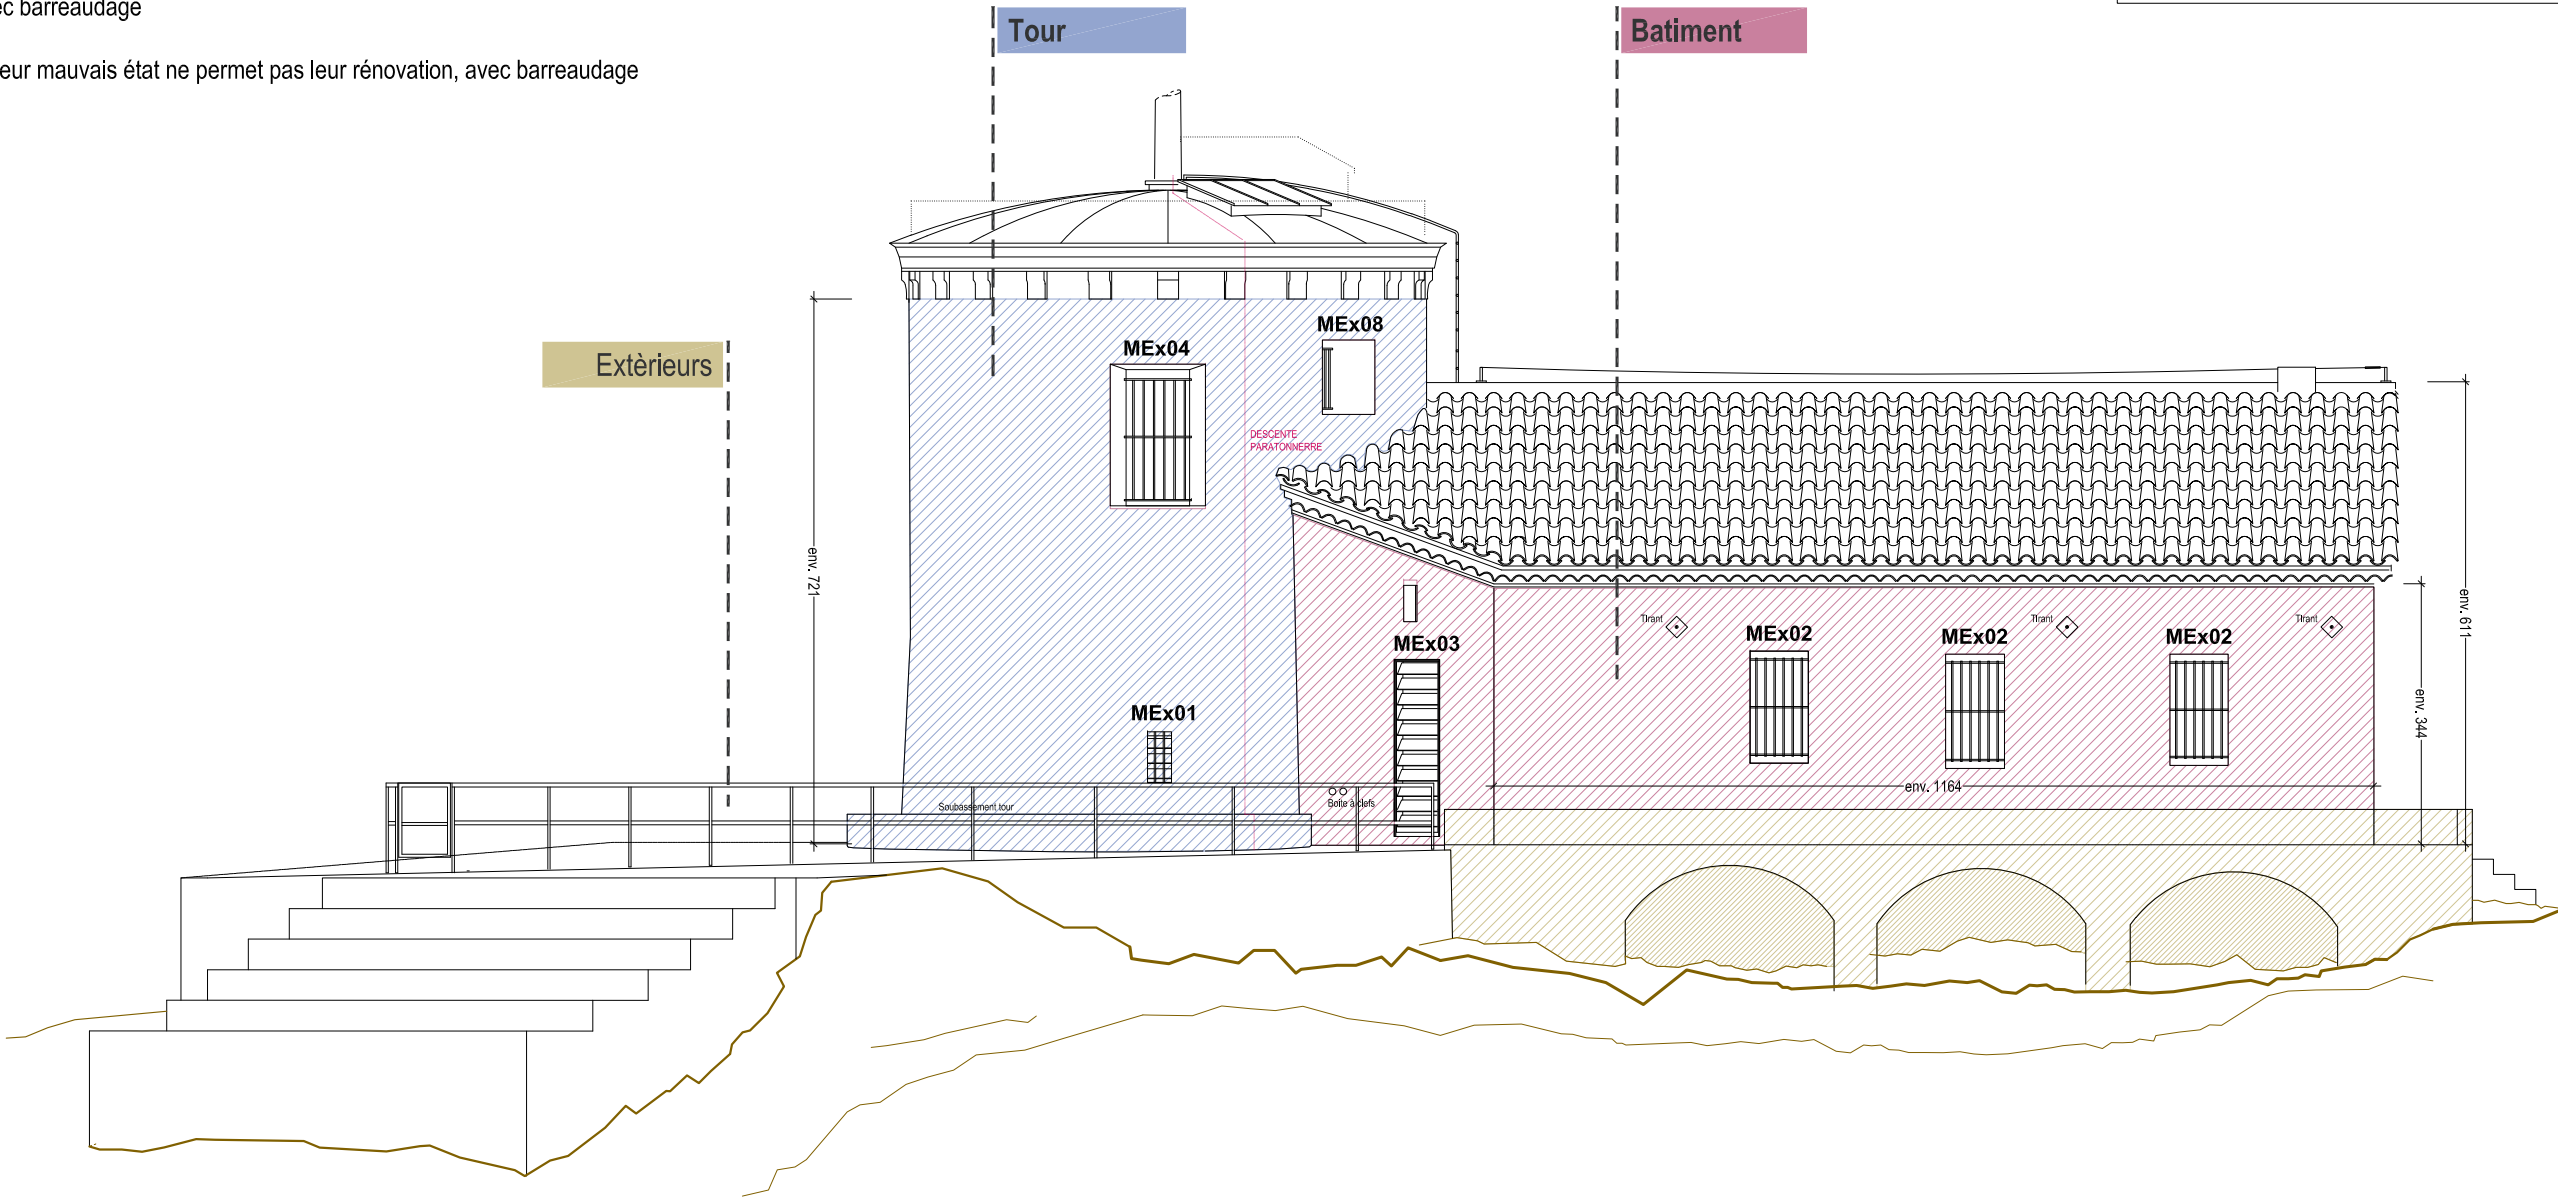 ec barreaudage
eur mauvais état ne permet pas leur rénovation, avec barreaudage
Tour
Batiment
Extèrieurs
MEx08
MEx04
DESCENTE
PARATONNERRE
env. 721
env. 611
TIrant
TIrant
TIrant
MEx02
MEx02
MEx02
MEx03
env. 344
MEx01
env. 1164
Soubassement tour
Boite à clefs